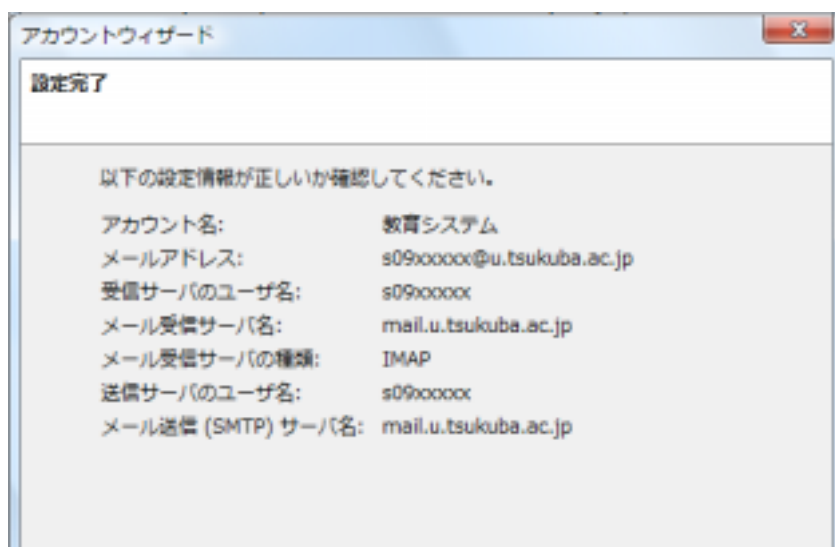 アカウントウィザード
設定完了
以下の設定情報が正しいか確認してください。
アカウント名: 教育システム
メールアドレス: s09xxxxx@u.tsukuba.ac.jp
受信サーバのユーザ名: s09xxxxx
メール受信サーバ名: mail.u.tsukuba.ac.jp
メール受信サーバの種類: IMAP
送信サーバのユーザ名: s09xxxxx
メール送信 (SMTP) サーバ名: mail.u.tsukuba.ac.jp